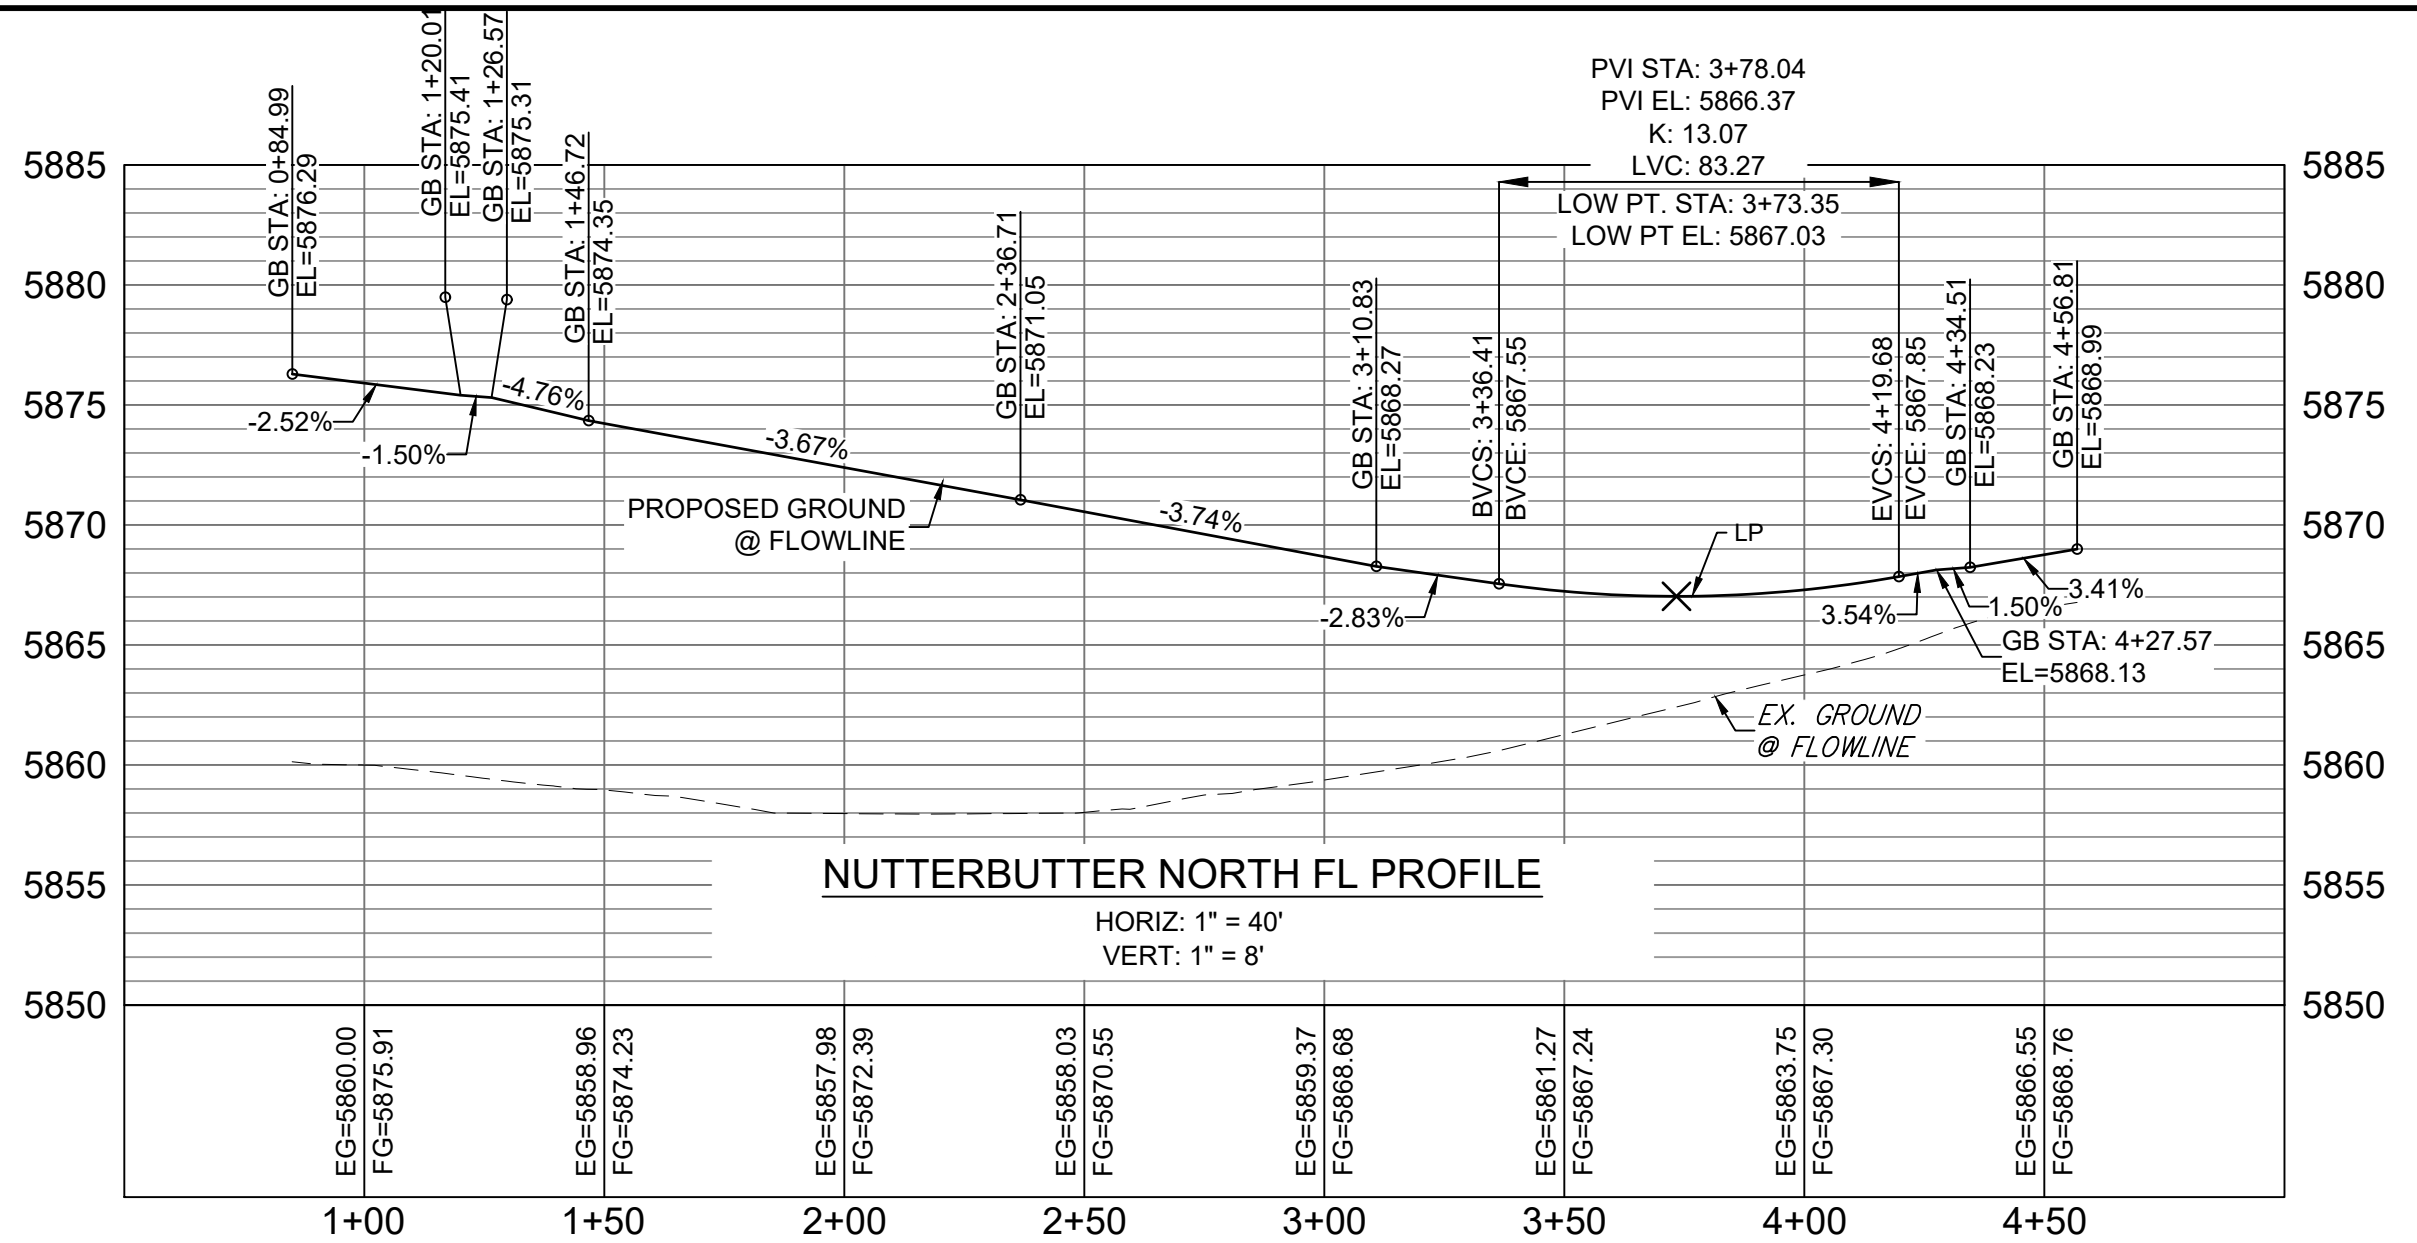 PVI STA: 3+78.04
PVI EL: 5866.37
K: 13.07
LVC: 83.27
LOW PT. STA: 3+73.35
LOW PT EL: 5867.03
GB STA: 0+84.99
EL=5876.29
GB STA: 1+20.01
EL=5875.41
GB STA: 1+26.57
EL=5875.31
GB STA: 1+46.72
EL=5874.35
GB STA: 2+36.71
EL=5871.05
GB STA: 3+10.83
EL=5868.27
BVCS: 3+36.41
BVCE: 5867.55
EVCS: 4+19.68
EVCE: 5867.85
GB STA: 4+34.51
EL=5868.23
GB STA: 4+56.81
EL=5868.99
5885
5880
5875
5870
5865
5860
5855
5850
5885
5880
5875
5870
5865
5860
5855
5850
-2.52%
-1.50%
-4.76%
-3.67%
-3.74%
-2.83%
3.54%
1.50%
3.41%
PROPOSED GROUND
@ FLOWLINE
LP
GB STA: 4+27.57
EL=5868.13
EX. GROUND
@ FLOWLINE
NUTTERBUTTER NORTH FL PROFILE
HORIZ: 1" = 40'
VERT: 1" = 8'
EG=5860.00
FG=5875.91
EG=5858.96
FG=5874.23
EG=5857.98
FG=5872.39
EG=5858.03
FG=5870.55
EG=5859.37
FG=5868.68
EG=5861.27
FG=5867.24
EG=5863.75
FG=5867.30
EG=5866.55
FG=5868.76
1+00
1+50
2+00
2+50
3+00
3+50
4+00
4+50